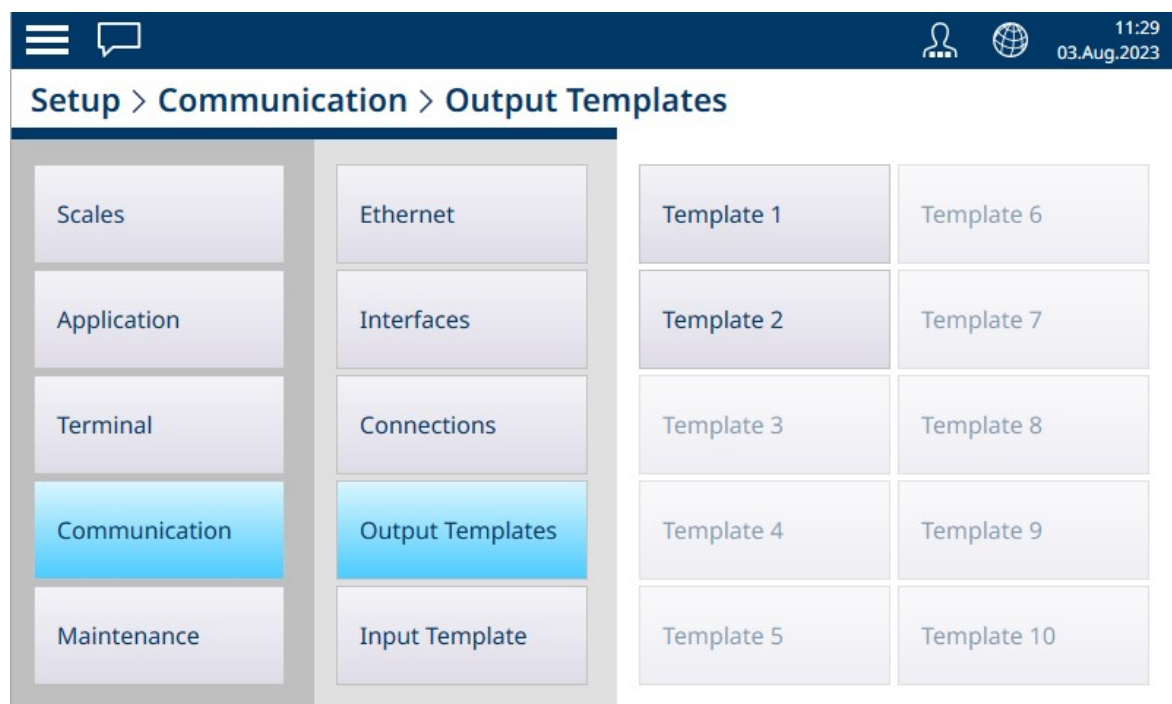 11:29
03.Aug.2023
Setup > Communication > Output Templates
Scales
Application
Terminal
Communication
Maintenance
Ethernet
Interfaces
Connections
Output Templates
Input Template
Template 1
Template 2
Template 3
Template 4
Template 5
Template 6
Template 7
Template 8
Template 9
Template 10